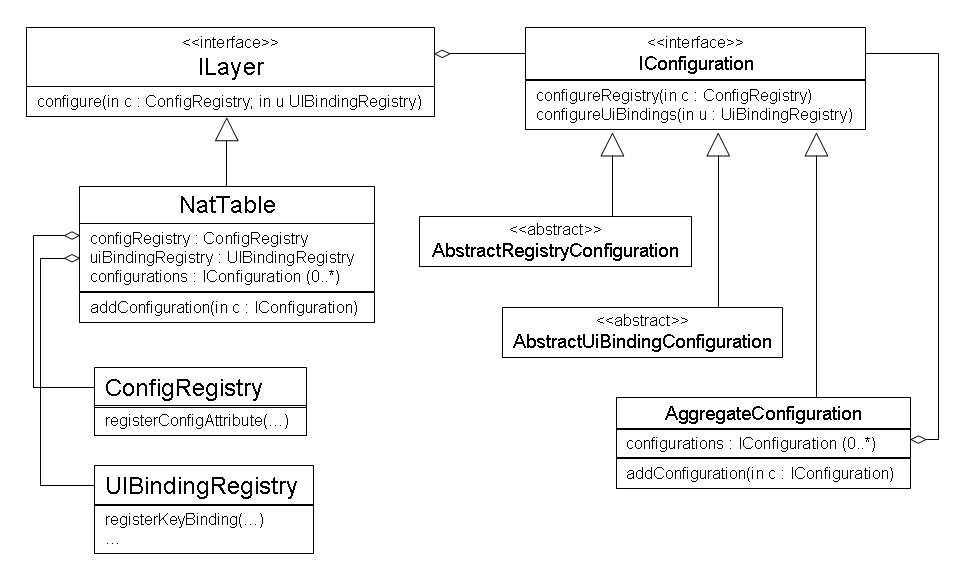 <<interface>>
ILayer
configure(in c : ConfigRegistry; in u UIBindingRegistry)
<<interface>>
IConfiguration
configureRegistry(in c : ConfigRegistry)
configureUiBindings(in u : UiBindingRegistry)
NatTable
configRegistry : ConfigRegistry
uiBindingRegistry : UIBindingRegistry
configurations : IConfiguration (0..*)
addConfiguration(in c : IConfiguration)
<<abstract>>
AbstractRegistryConfiguration
<<abstract>>
AbstractUiBindingConfiguration
ConfigRegistry
registerConfigAttribute(...)
AggregateConfiguration
configurations : IConfiguration (0..*)
addConfiguration(in c : IConfiguration)
UIBindingRegistry
registerKeyBinding(...)
...